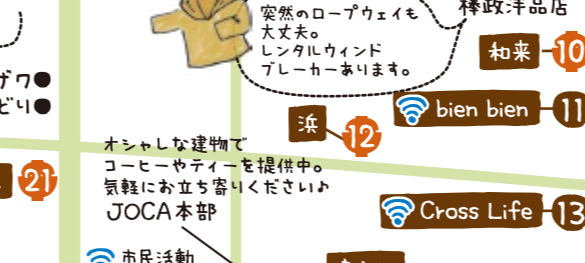 突然のロープウェイも
大丈夫。
レンタルウィンド
ブレーカーあります。
棒政洋品店
和来 10
bien bien 11
浜 12
オシャレな建物で
コーヒーやティーを提供中。
気軽にお立ち寄りください♪
JOCA本部
21
Cross Life 13
市民活動